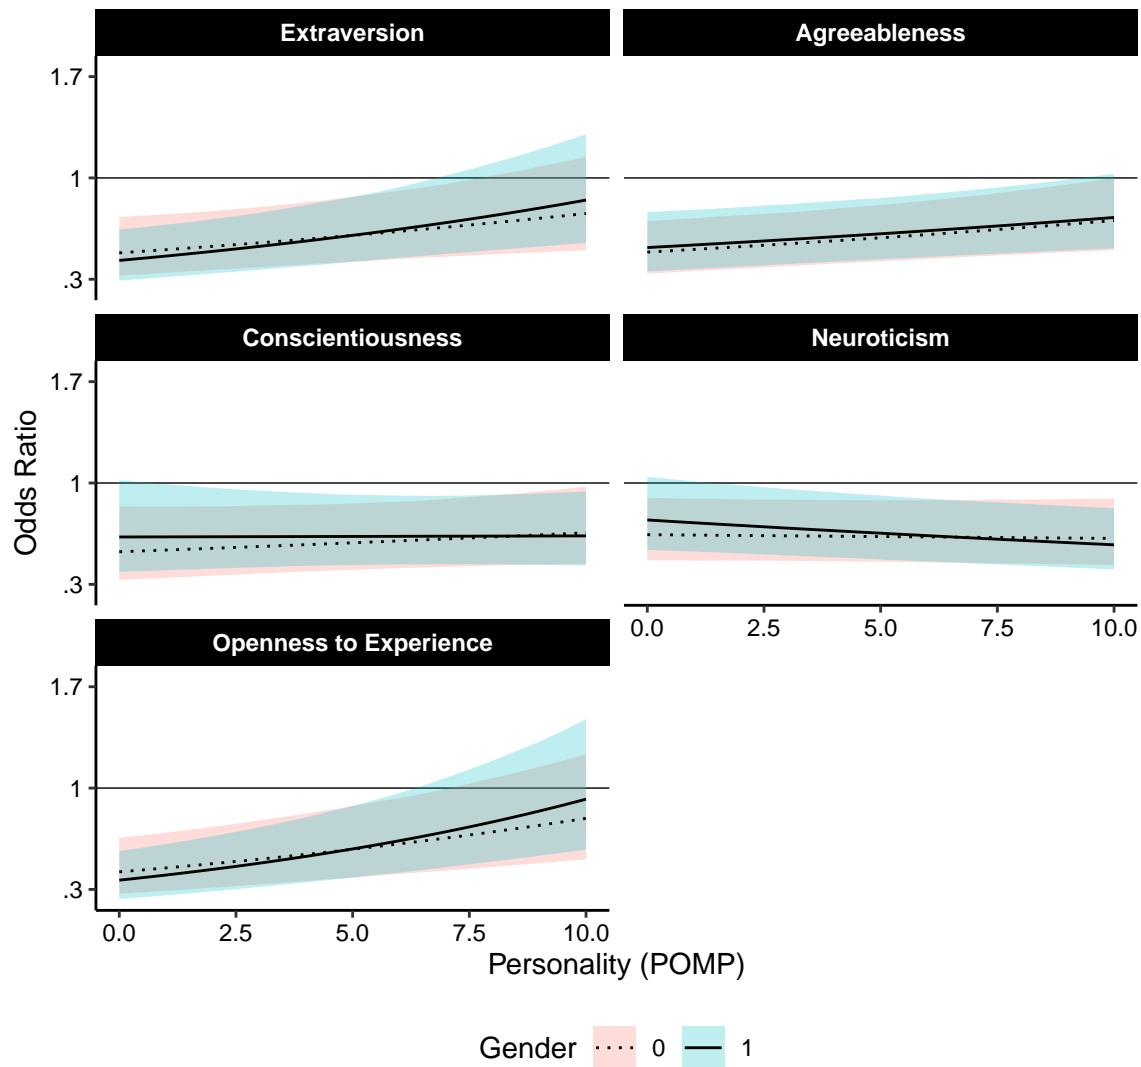 Extraversion
Agreeableness
1.7
1
.3
Conscientiousness
Neuroticism
1.7
1
.3
0.0 2.5 5.0 7.5 10.0
Openness to Experience
1.7
1
.3
0.0 2.5 5.0 7.5 10.0
Odds Ratio
Personality (POMP)
Gender 0 1